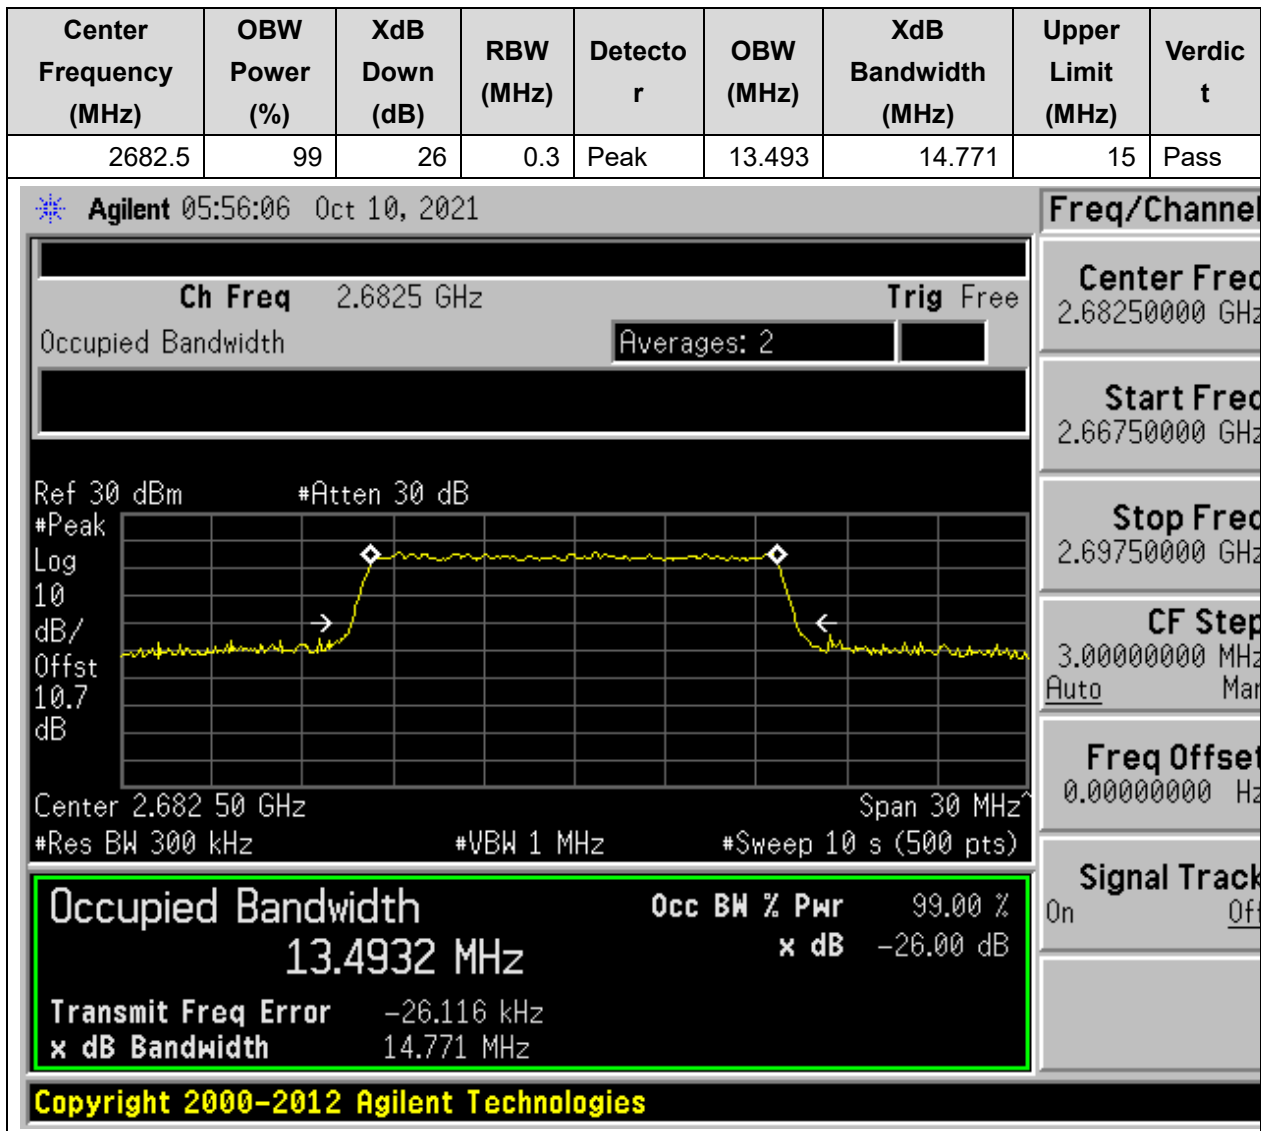 Center Frequency (MHz) OBW Power (%) XdB Down (dB) RBW (MHz) Detector OBW (MHz) XdB Bandwidth (MHz) Upper Limit (MHz) Verdict
2682.5 99 26 0.3 Peak 13.493 14.771 15 Pass
Agilent 05:56:06 Oct 10, 2021
Freq/Channel
Ch Freq 2.6825 GHz Trig Free
Occupied Bandwidth Averages: 2
Center Freq
2.68250000 GHz
Start Freq
2.66750000 GHz
Stop Freq
2.69750000 GHz
CF Step
3.00000000 MHz
Auto Man
Freq Offset
0.00000000 Hz
Signal Track
On Off
Ref 30 dBm #Atten 30 dB
#Peak
Log
10
dB/
Offst
10.7
dB
Center 2.682 50 GHz Span 30 MHz^
#Res BW 300 kHz #VBW 1 MHz #Sweep 10 s (500 pts)
Occupied Bandwidth Occ BW % Pwr 99.00 %
13.4932 MHz x dB -26.00 dB
Transmit Freq Error -26.116 kHz
x dB Bandwidth 14.771 MHz
Copyright 2000-2012 Agilent Technologies